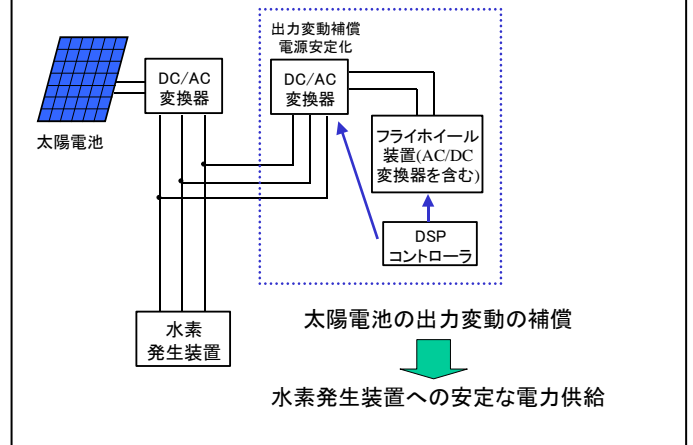 出力変動補償
電源安定化
DC/AC
変換器
DC/AC
変換器
太陽電池
フライホイール
装置(AC/DC
変換器を含む)
DSP
コントローラ
水素
発生装置
太陽電池の出力変動の補償
水素発生装置への安定な電力供給